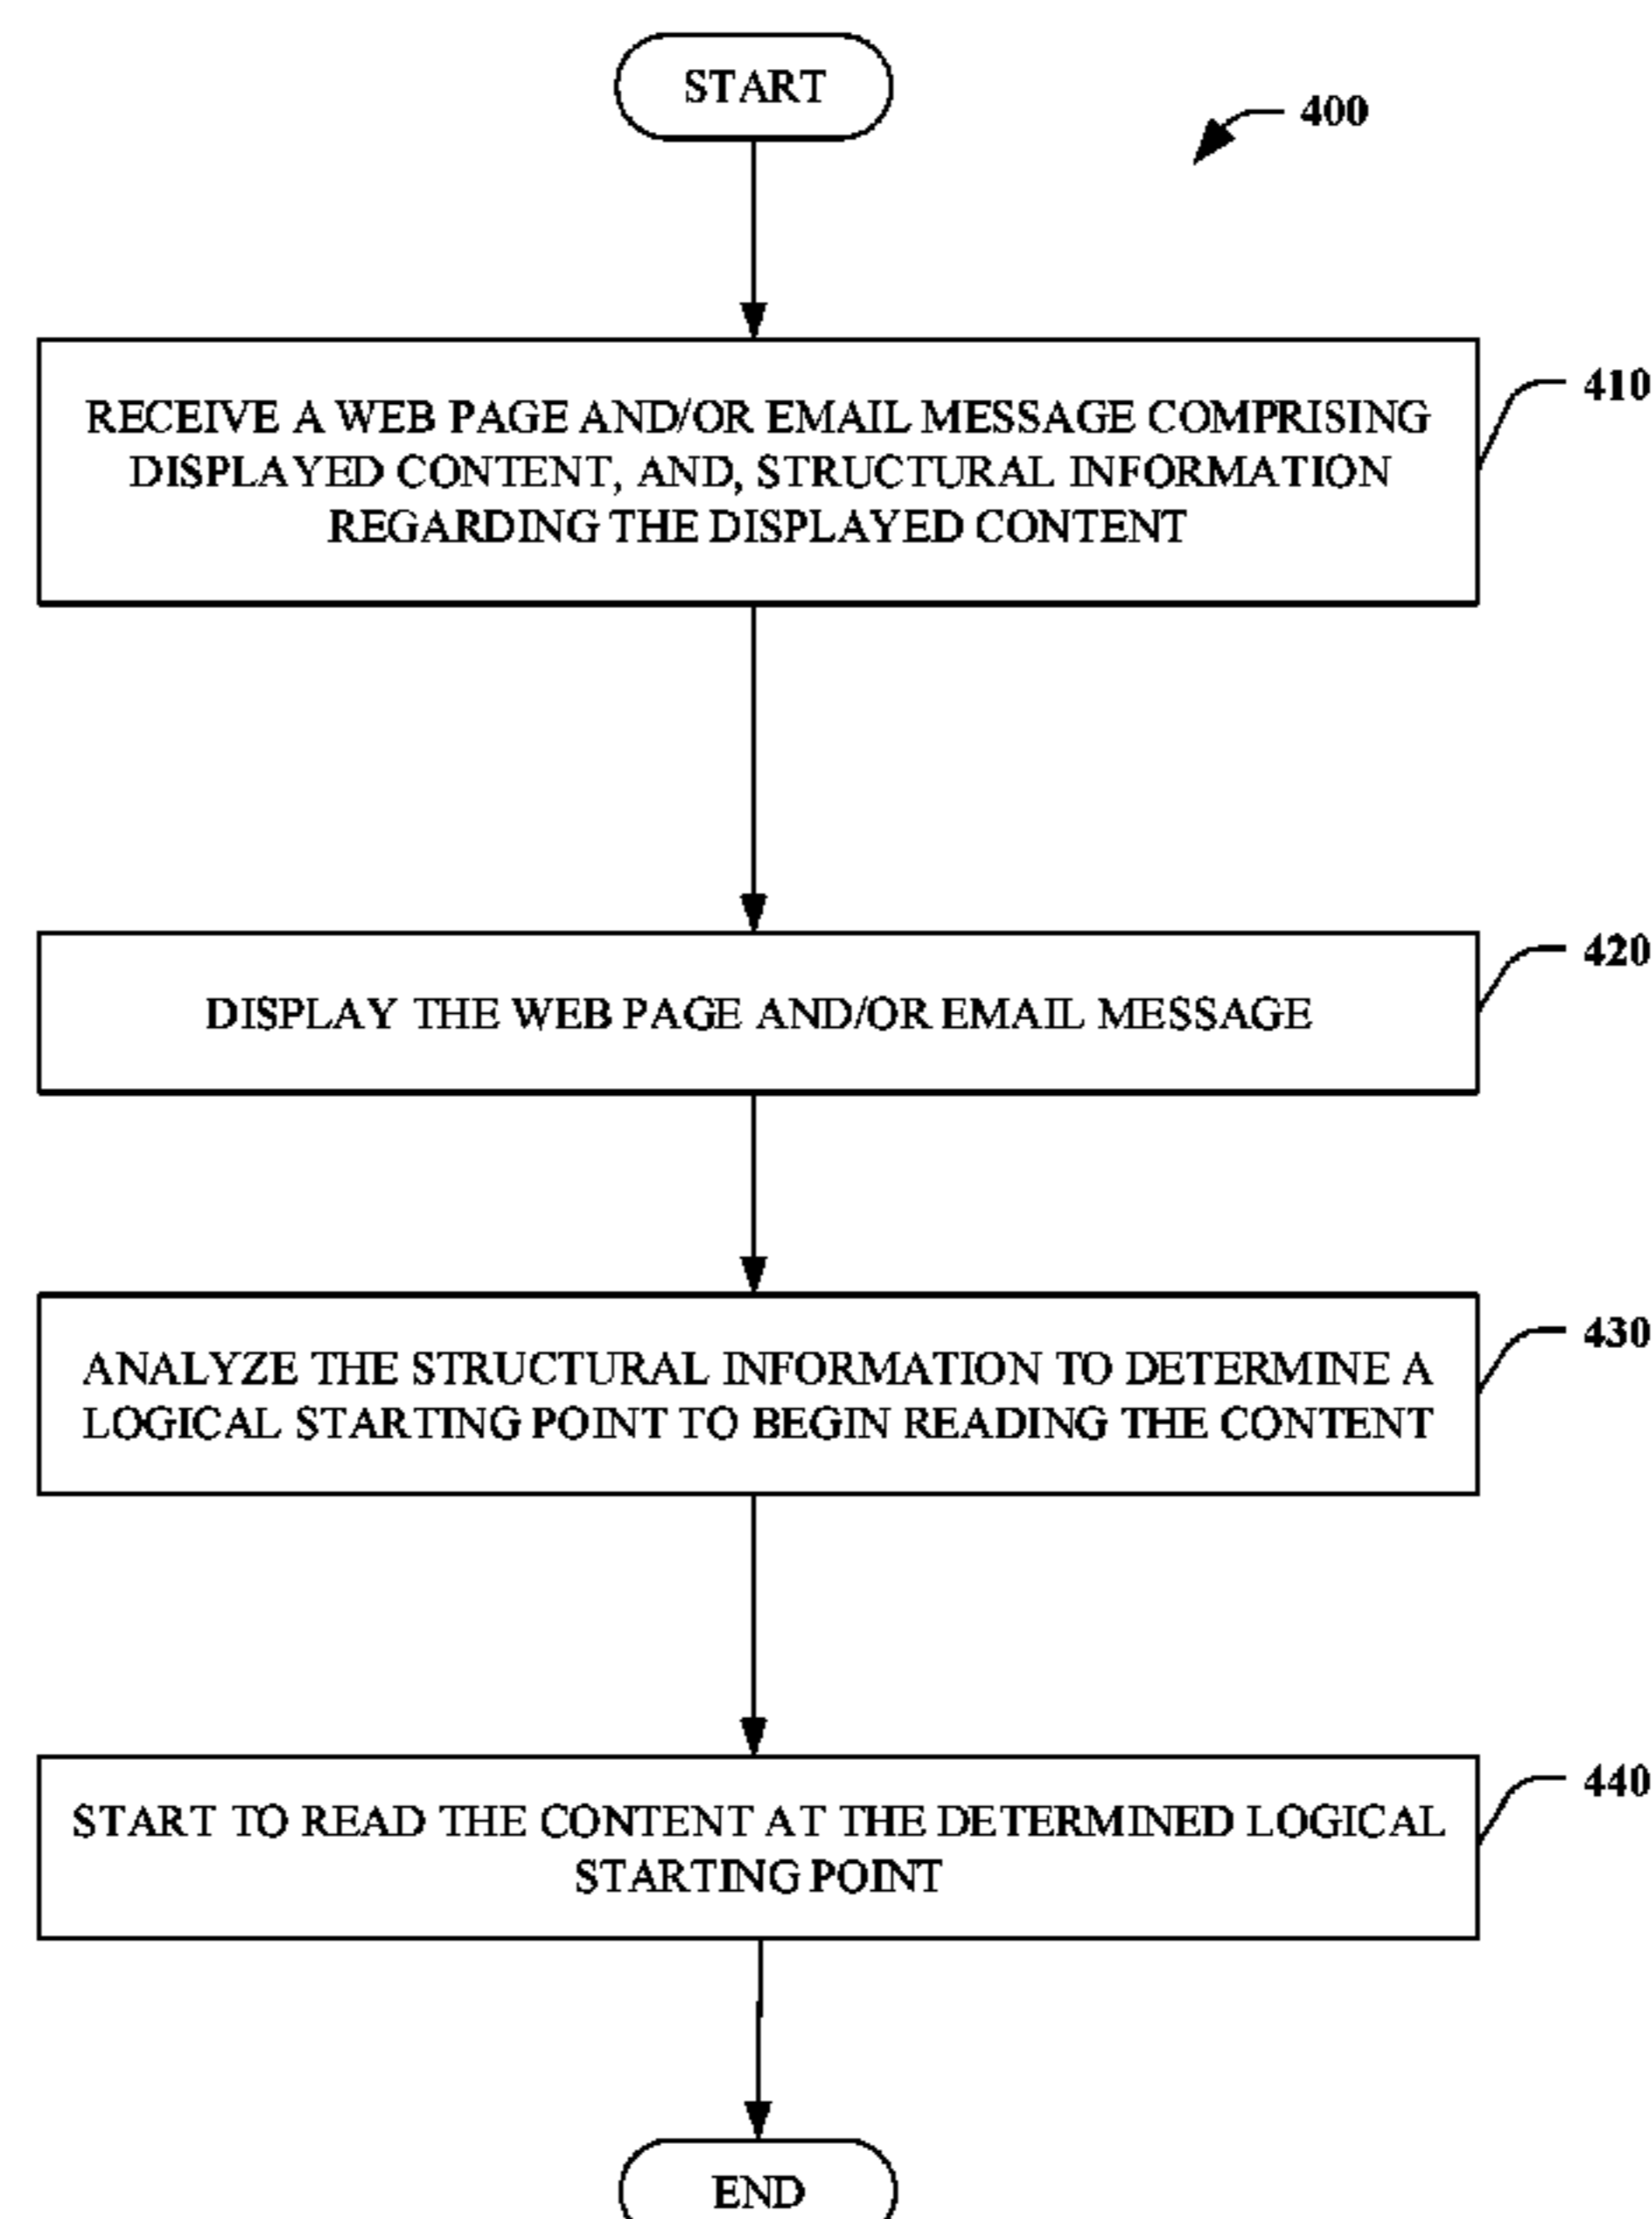 START
400
RECEIVE A WEB PAGE AND/OR EMAIL MESSAGE COMPRISING
DISPLAYED CONTENT, AND, STRUCTURAL INFORMATION
REGARDING THE DISPLAYED CONTENT
410
DISPLAY THE WEB PAGE AND/OR EMAIL MESSAGE
420
ANALYZE THE STRUCTURAL INFORMATION TO DETERMINE A
LOGICAL STARTING POINT TO BEGIN READING THE CONTENT
430
START TO READ THE CONTENT AT THE DETERMINED LOGICAL
STARTING POINT
440
END